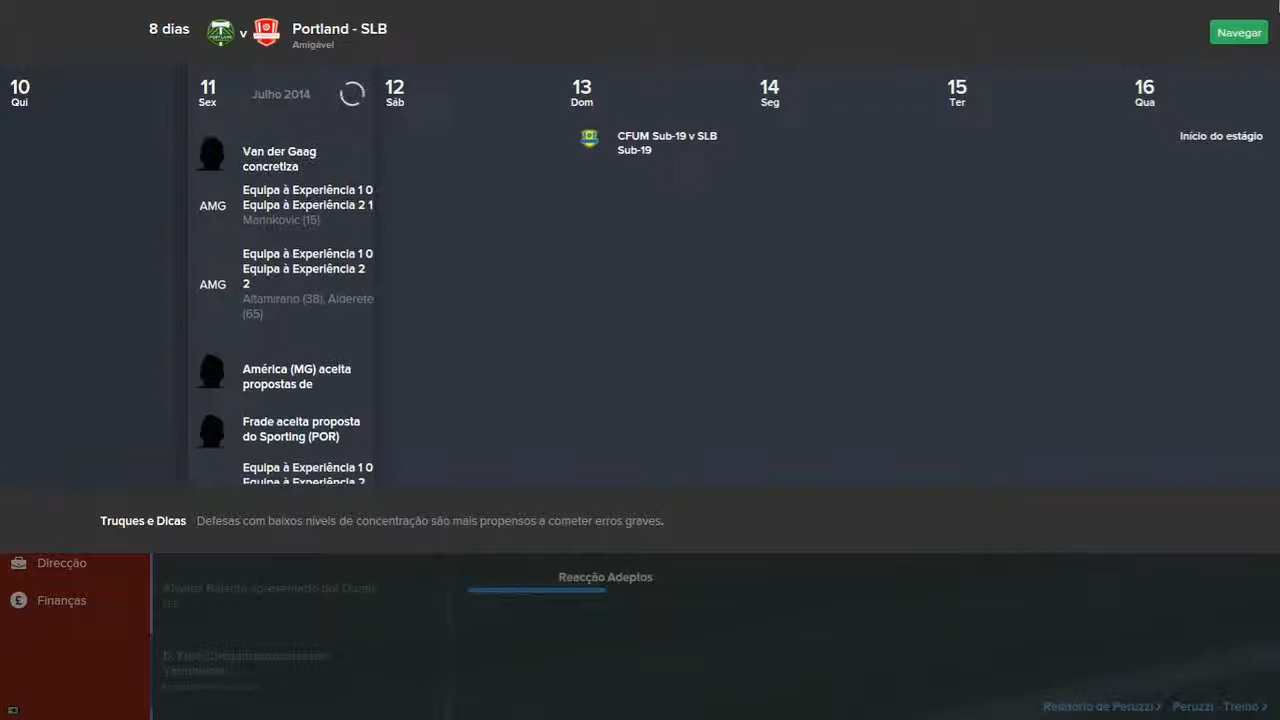 8 dias
v
Portland - SLB
Amigável
Navegar
10
Qui
11
Sex
Julho 2014
12
Sáb
13
Dom
14
Seg
15
Ter
16
Qua
Van der Gaag
concretiza
AMG
Equipa à Experiência 1 0
Equipa à Experiência 2 1
Marinkovic (15)
AMG
Equipa à Experiência 1 0
Equipa à Experiência 2
2
Altamirano (38), Alderete
(65)
América (MG) aceita
propostas de
Frade aceita proposta
do Sporting (POR)
Equipa à Experiência 1 0
Equipa à Experiência 2
CFUM Sub-19 v SLB
Sub-19
Início do estágio
Truques e Dicas
Defesas com baixos níveis de concentração são mais propensos a cometer erros graves.
Direcção
Finanças
Reacção Adeptos
Relatório de Peruzzi
Peruzzi - Treino